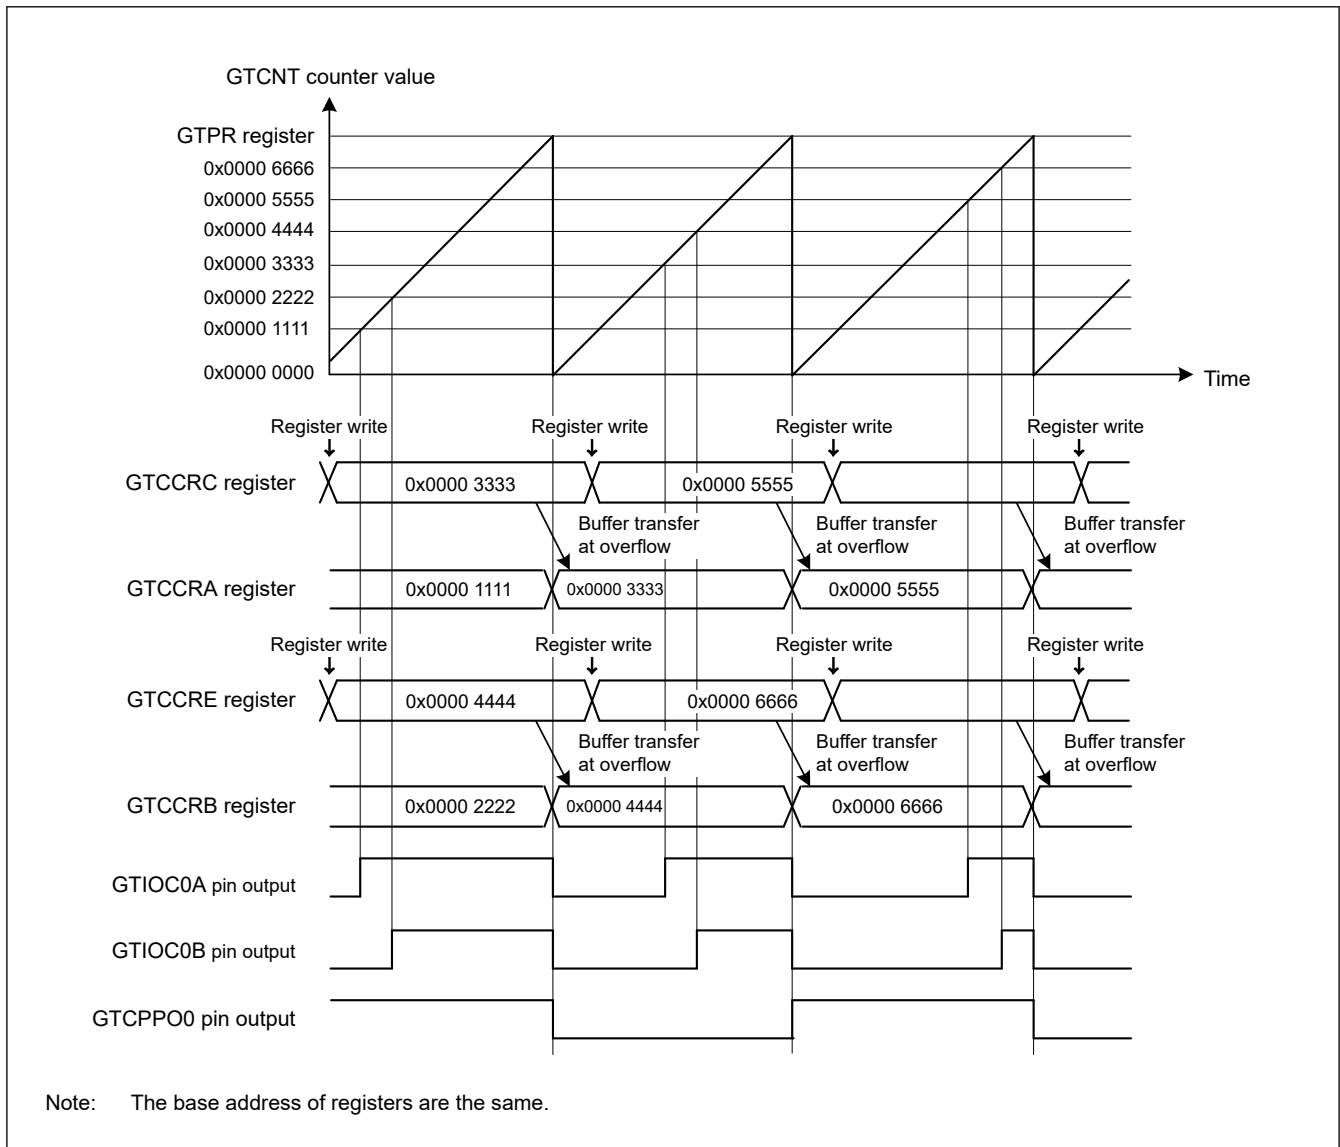 GTCNT counter value
GTPR register
0x0000 6666
0x0000 5555
0x0000 4444
0x0000 3333
0x0000 2222
0x0000 1111
0x0000 0000
Time
Register write Register write Register write Register write
GTCCRC register 0x0000 3333 0x0000 5555
Buffer transfer Buffer transfer Buffer transfer
at overflow at overflow at overflow
GTCCRA register 0x0000 1111 0x0000 3333 0x0000 5555
Register write Register write Register write Register write
GTCCRE register 0x0000 4444 0x0000 6666
Buffer transfer Buffer transfer Buffer transfer
at overflow at overflow at overflow
GTCCRB register 0x0000 2222 0x0000 4444 0x0000 6666
GTIOC0A pin output
GTIOC0B pin output
GTCPPO0 pin output
Note: The base address of registers are the same.